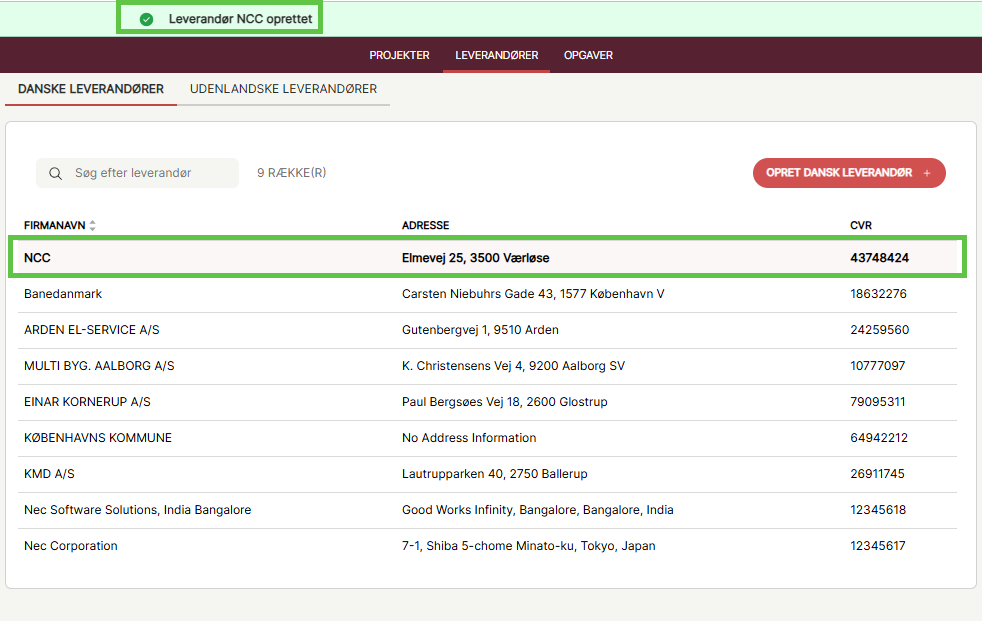 Leverandør NCC oprettet
PROJEKTER LEVERANDØRER OPGAVER
DANSKE LEVERANDØRER UDENLANDSKE LEVERANDØRER
Søg efter leverandør 9 RÆKKE(R) OPRET DANSK LEVERANDØR +
FIRMANAVN ADRESSE CVR
NCC Elmevej 25, 3500 Værløse 43748424
Banedanmark Carsten Niebuhrs Gade 43, 1577 København V 18632276
ARDEN EL-SERVICE A/S Gutenbergvej 1, 9510 Arden 24259560
MULTI BYG. AALBORG A/S K. Christensens Vej 4, 9200 Aalborg SV 10777097
EINAR KORNERUP A/S Paul Bergsøes Vej 18, 2600 Glostrup 79095311
KØBENHAVNS KOMMUNE No Address Information 64942212
KMD A/S Lautrupparken 40, 2750 Ballerup 26911745
Nec Software Solutions, India Bangalore Good Works Infinity, Bangalore, Bangalore, India 12345618
Nec Corporation 7-1, Shiba 5-chome Minato-ku, Tokyo, Japan 12345617